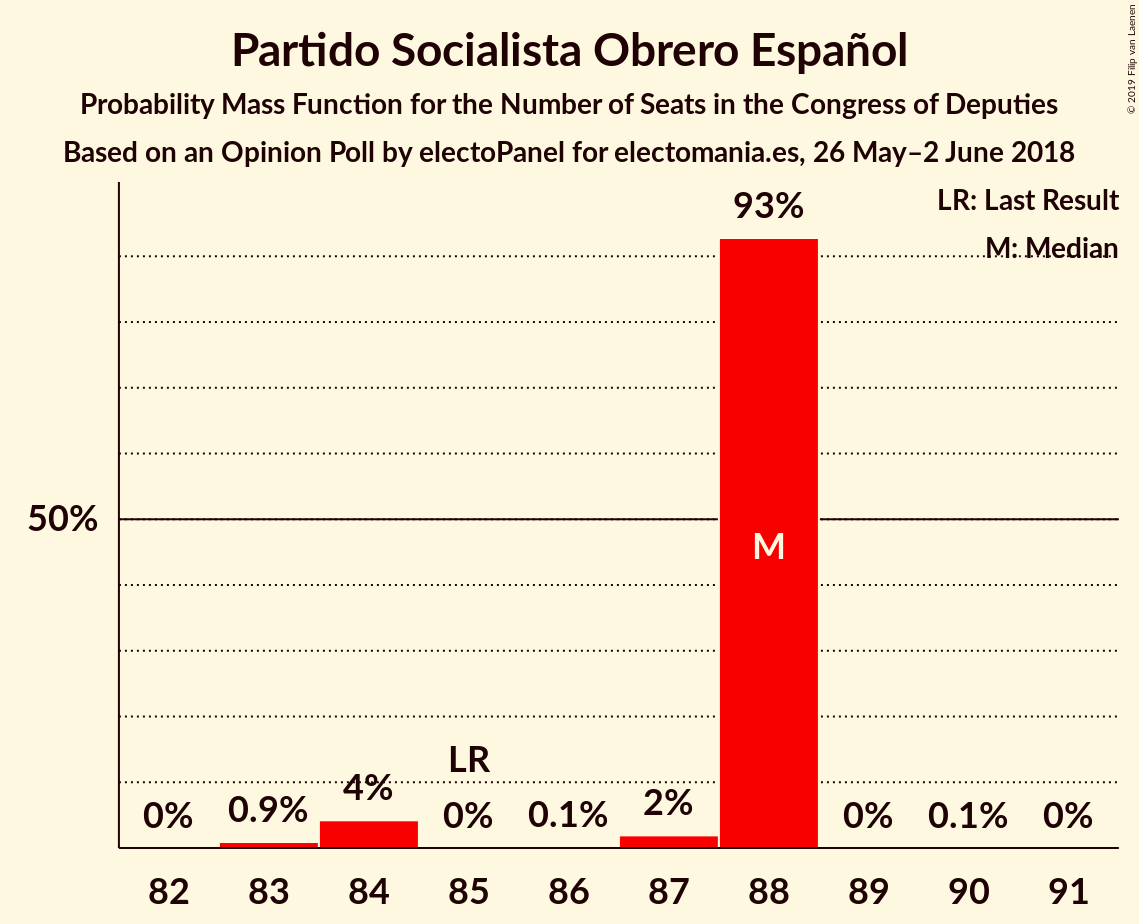 Partido Socialista Obrero Español
Probability Mass Function for the Number of Seats in the Congress of Deputies
Based on an Opinion Poll by electoPanel for electomania.es, 26 May–2 June 2018
© 2019 Filip van Laenen
LR: Last Result
M: Median
93%
50%
M
LR
0% 0.9% 4% 0% 0.1% 2% 0% 0.1% 0%
82 83 84 85 86 87 88 89 90 91